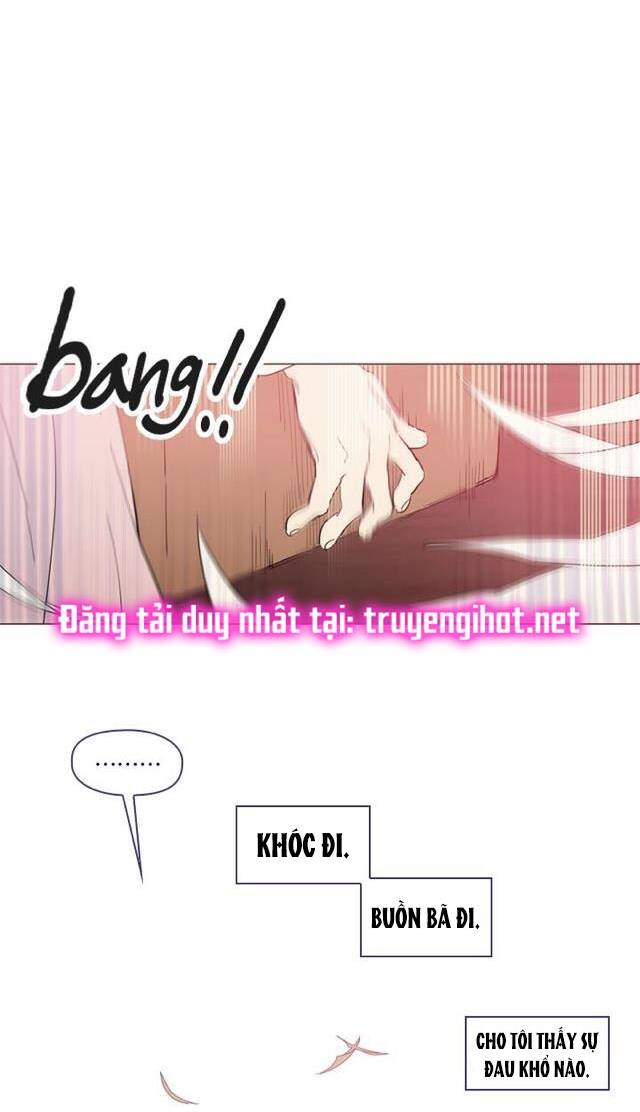 bang!!
Đăng tải duy nhất tại: truyengihot.net
.........
KHÓC ĐI.
BUỒN BÃ ĐI.
CHO TÔI THẤY SỰ
ĐAU KHỔ NÀO.